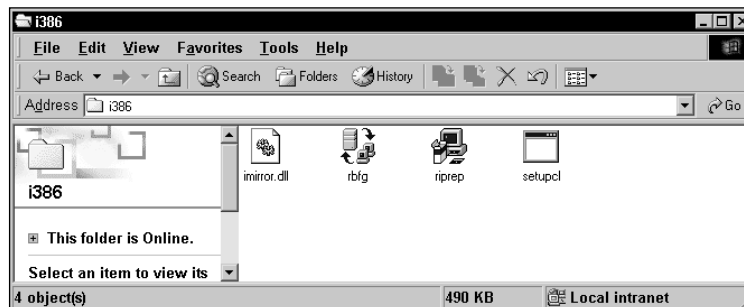 i386
File Edit View Favorites Tools Help
Back Search Folders History
Address i386 Go
imirror.dll rbfg riprep setupcl
i386
This folder is Online.
Select an item to view its
4 object(s) 490 KB Local intranet